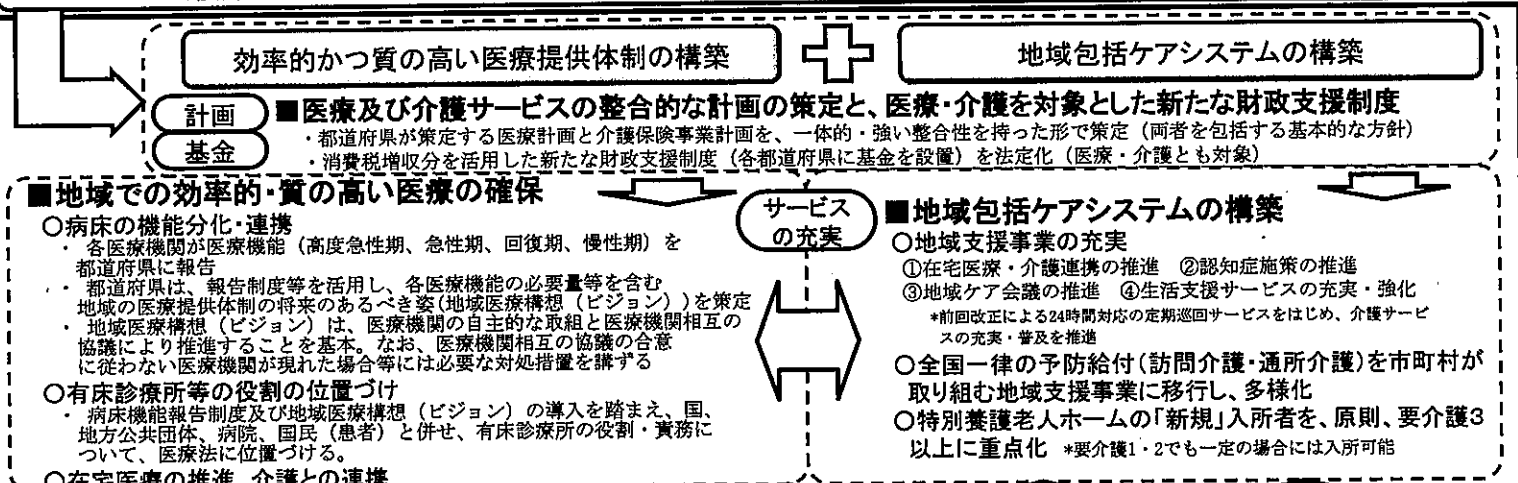 効率的かつ質の高い医療提供体制の構築
地域包括ケアシステムの構築
計画
基金
■医療及び介護サービスの整合的な計画の策定と、医療・介護を対象とした新たな財政支援制度
・都道府県が策定する医療計画と介護保険事業計画を、一体的・強い整合性を持った形で策定（両者を包括する基本的な方針）
・消費税増収分を活用した新たな財政支援制度（各都道府県に基金を設置）を法定化（医療・介護とも対象）
■地域での効率的・質の高い医療の確保
○病床の機能分化・連携
・ 各医療機関が医療機能（高度急性期、急性期、回復期、慢性期）を
都道府県に報告
・ 都道府県は、報告制度等を活用し、各医療機能の必要量等を含む
地域の医療提供体制の将来のあるべき姿(地域医療構想（ビジョン）)を策定
・ 地域医療構想（ビジョン）は、医療機関の自主的な取組と医療機関相互の
協議により推進することを基本。なお、医療機関相互の協議の合意
に従わない医療機関が現れた場合等には必要な対処措置を講ずる
○有床診療所等の役割の位置づけ
・ 病床機能報告制度及び地域医療構想（ビジョン）の導入を踏まえ、国、
地方公共団体、病院、国民（患者）と併せ、有床診療所の役割・責務に
ついて、医療法に位置づける。
○在宅医療の推進、介護との連携
サービス
の充実
■地域包括ケアシステムの構築
○地域支援事業の充実
①在宅医療・介護連携の推進 ②認知症施策の推進
③地域ケア会議の推進 ④生活支援サービスの充実・強化
*前回改正による24時間対応の定期巡回サービスをはじめ、介護サービ
スの充実・普及を推進
○全国一律の予防給付(訪問介護・通所介護)を市町村が
取り組む地域支援事業に移行し、多様化
○特別養護老人ホームの「新規」入所者を、原則、要介護3
以上に重点化 *要介護1・2でも一定の場合には入所可能